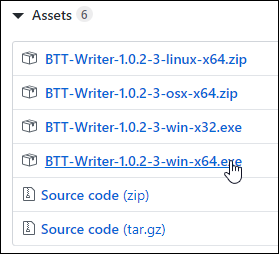 Assets 6
BTT-Writer-1.0.2-3-linux-x64.zip
BTT-Writer-1.0.2-3-osx-x64.zip
BTT-Writer-1.0.2-3-win-x32.exe
BTT-Writer-1.0.2-3-win-x64.exe
Source code (zip)
Source code (tar.gz)